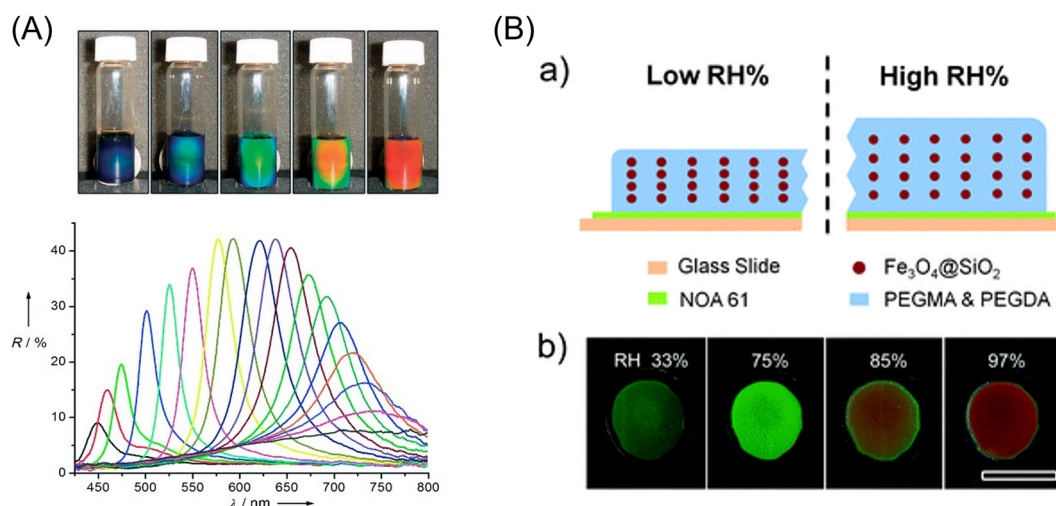 (A)
40
30
20
10
0
R / %
425 450 500 550 600 650 700 750 800
λ / nm
(B)
a)
Low RH%
High RH%
Glass Slide
Fe₃O₄@SiO₂
NOA 61
PEGMA & PEGDA
b)
RH 33%
75%
85%
97%